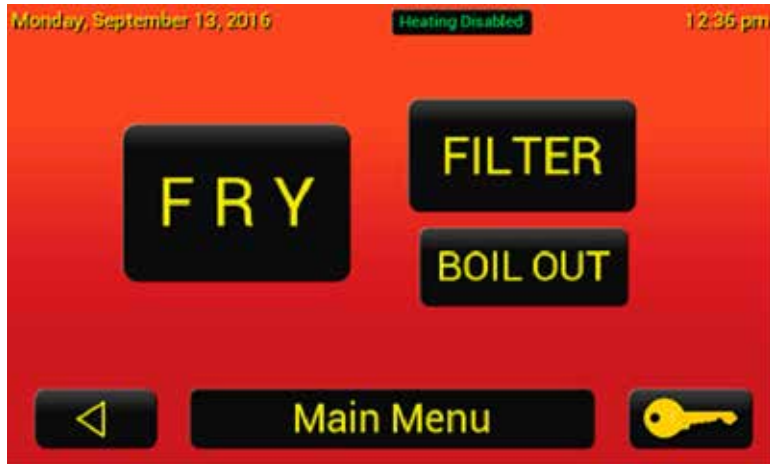 Monday, September 13, 2016 Heating Disabled 12:36 pm
FRY
FILTER
BOIL OUT
Main Menu